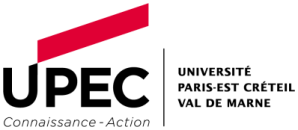 UPEC
Connaissance - Action
UNIVERSITÉ
PARIS-EST CRÉTEIL
VAL DE MARNE